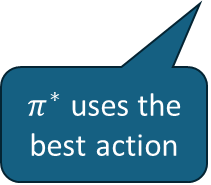 π* uses the
best action